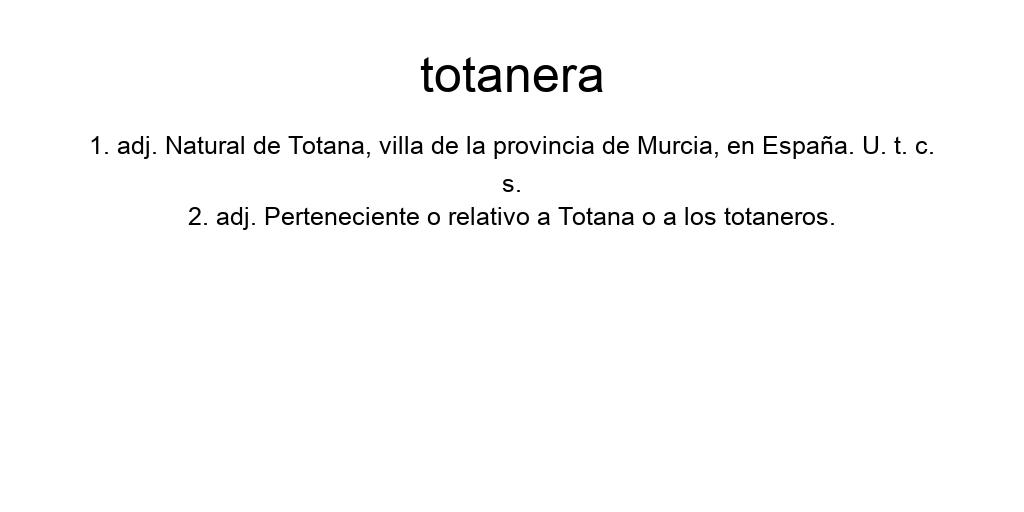 totanera
1. adj. Natural de Totana, villa de la provincia de Murcia, en España. U. t. c.
s.
2. adj. Perteneciente o relativo a Totana o a los totaneros.